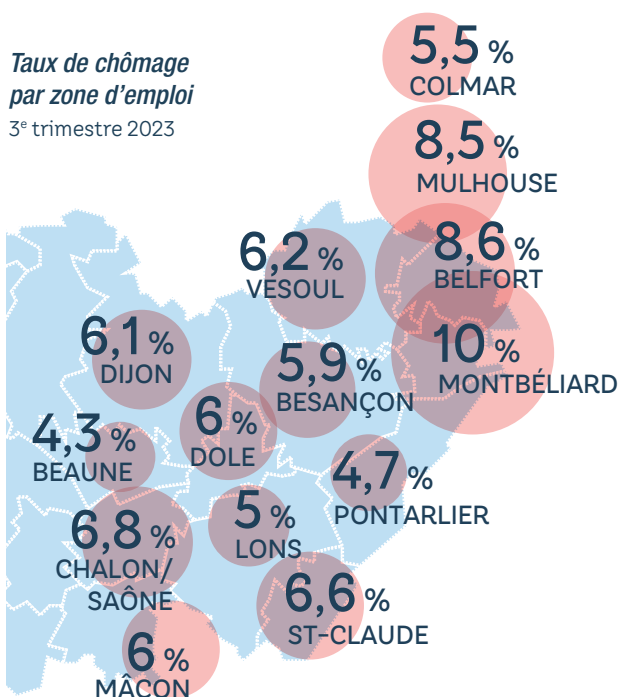 Taux de chômage
par zone d'emploi
3e trimestre 2023
5,5 %
COLMAR
8,5 %
MULHOUSE
8,6 %
BELFORT
6,2 %
VESOUL
10 %
MONTBÉLIARD
6,1 %
DIJON
5,9 %
BESANÇON
6 %
DOLE
4,3 %
BEAUNE
4,7 %
PONTARLIER
5 %
LONS
6,8 %
CHALON/
SAÔNE
6,6 %
ST-CLAUDE
6 %
MÂCON